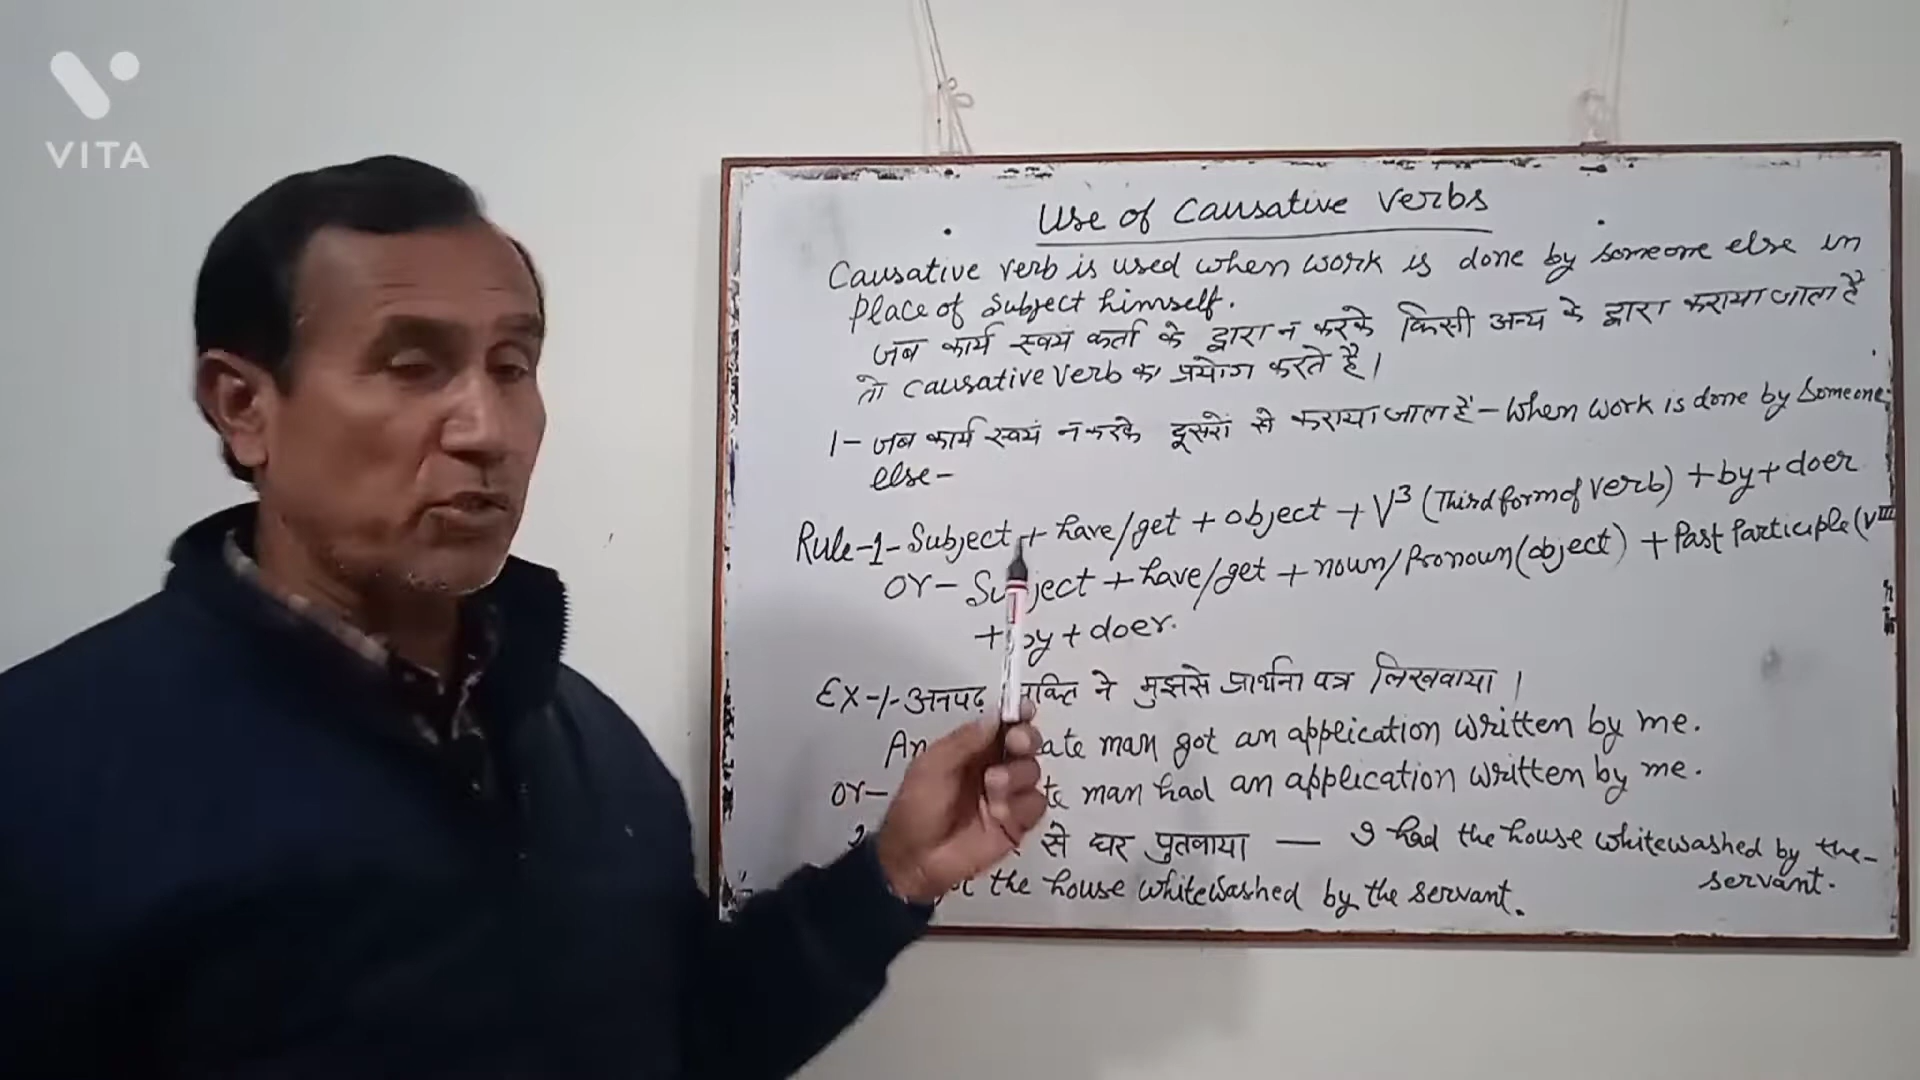 VITA
Use of Causative Verbs
Causative verb is used when work is done by someone else in
Place of subject himself.
जब कार्य स्वयं कर्ता के द्वारा न करके किसी अन्य के द्वारा कराया जाता है
तो Causative Verb का प्रयोग करते है।
1- जब कार्य स्वयं न करके दूसरों से कराया जाता है - When work is done by Someone
else-
Rule-1- Subject + have/get + object + V3 (Third form of Verb) + by + doer
or - Subject + have/get + noun/Pronoun (object) + Past Participle (VIII
+ by + doer.
Ex-1- अनपढ़ ने मुझसे प्रार्थना पत्र लिखवाया।
man got an application written by me.
or - man had an application written by me.
से घर पुतवाया — I had the house whitewashed by the-
servant.
the house whitewashed by the servant.